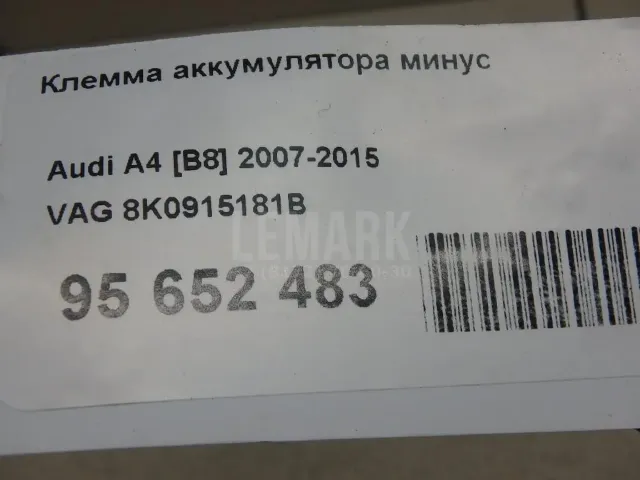 Клемма аккумулятора минус
Audi A4 [B8] 2007-2015
VAG 8K0915181B
LEMARK
95 652 483